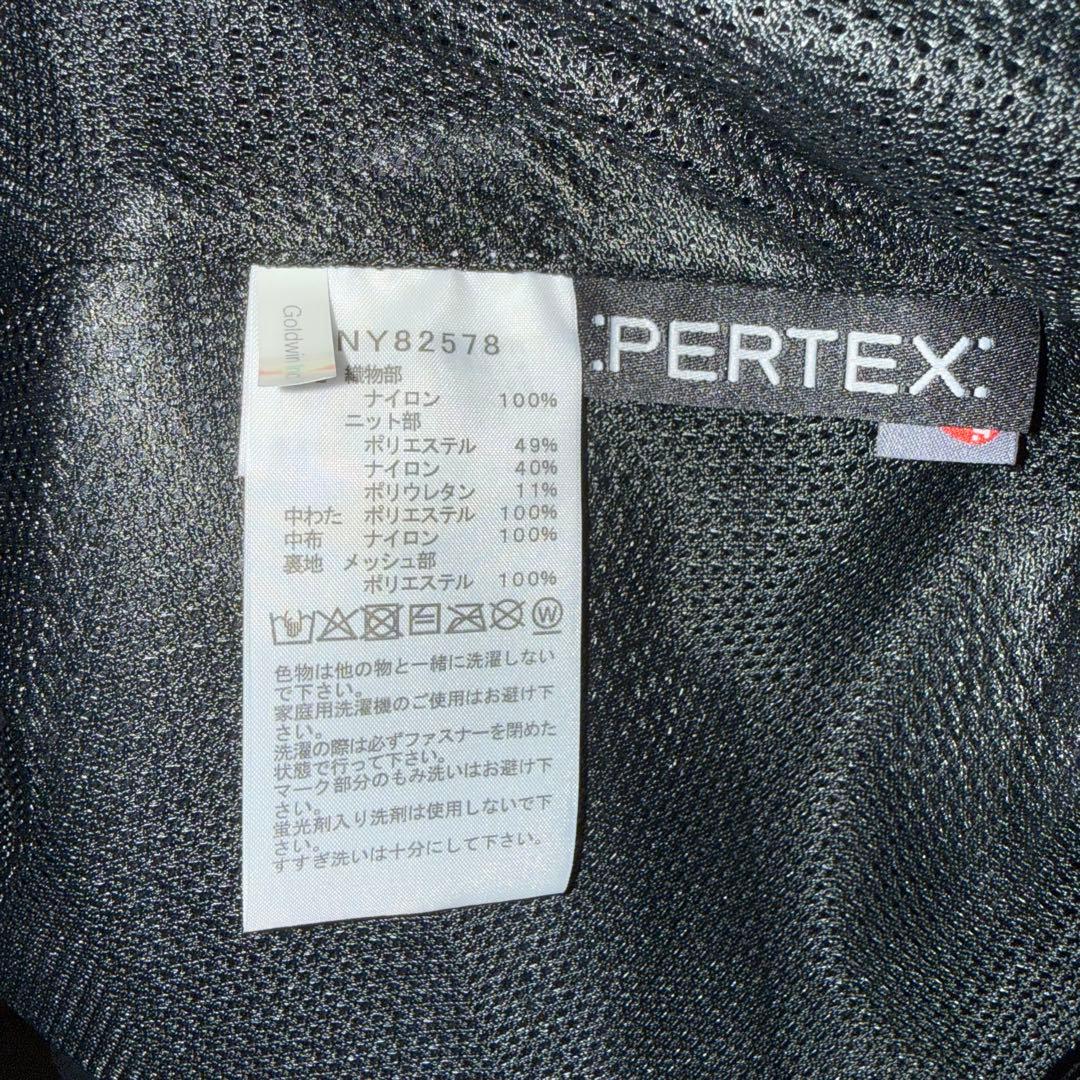 Goldwin
NY82578
:PERTEX:
織物部
ナイロン 100%
ニット部
ポリエステル 49%
ナイロン 40%
ポリウレタン 11%
中わた ポリエステル 100%
中布 ナイロン 100%
裏地 メッシュ部
ポリエステル 100%
W
色物は他の物と一緒に洗濯しない
で下さい。
家庭用洗濯機のご使用はお避け下
さい。
洗濯の際は必ずファスナーを閉めた
状態で行って下さい。
マーク部分のもみ洗いはお避け下
さい。
蛍光剤入り洗剤は使用しないで下
さい。
すすぎ洗いは十分にして下さい。